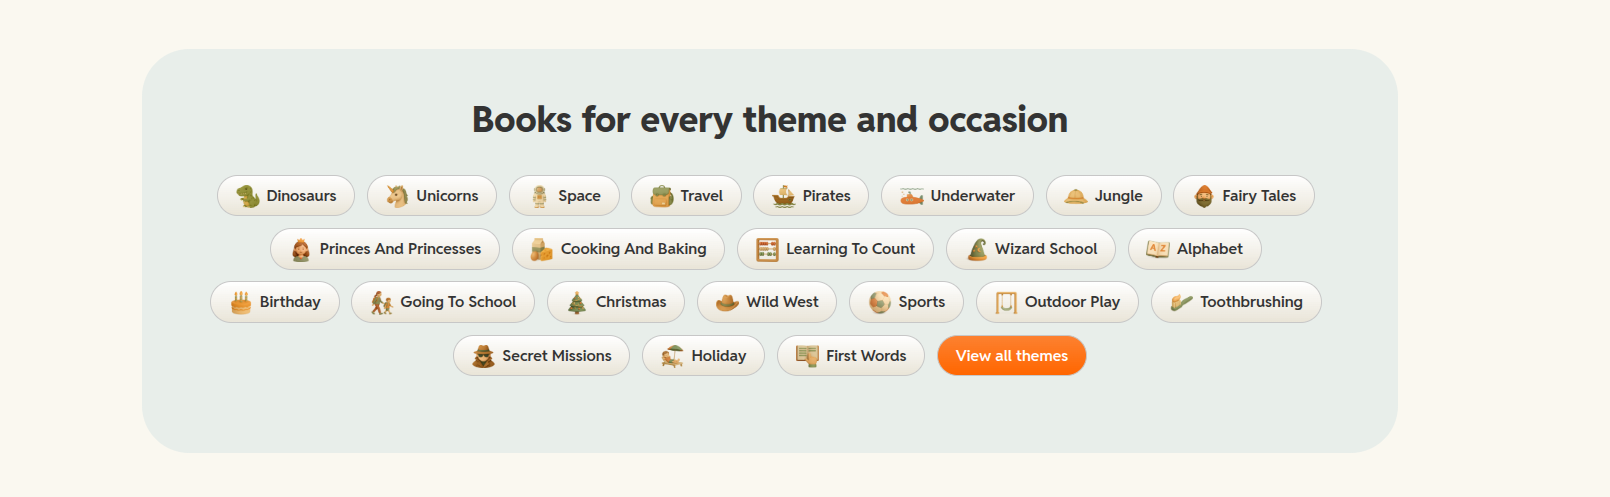 Books for every theme and occasion
Dinosaurs Unicorns Space Travel Pirates Underwater Jungle Fairy Tales
Princes And Princesses Cooking And Baking Learning To Count Wizard School A Z Alphabet
Birthday Going To School Christmas Wild West Sports Outdoor Play Toothbrushing
Secret Missions Holiday First Words View all themes